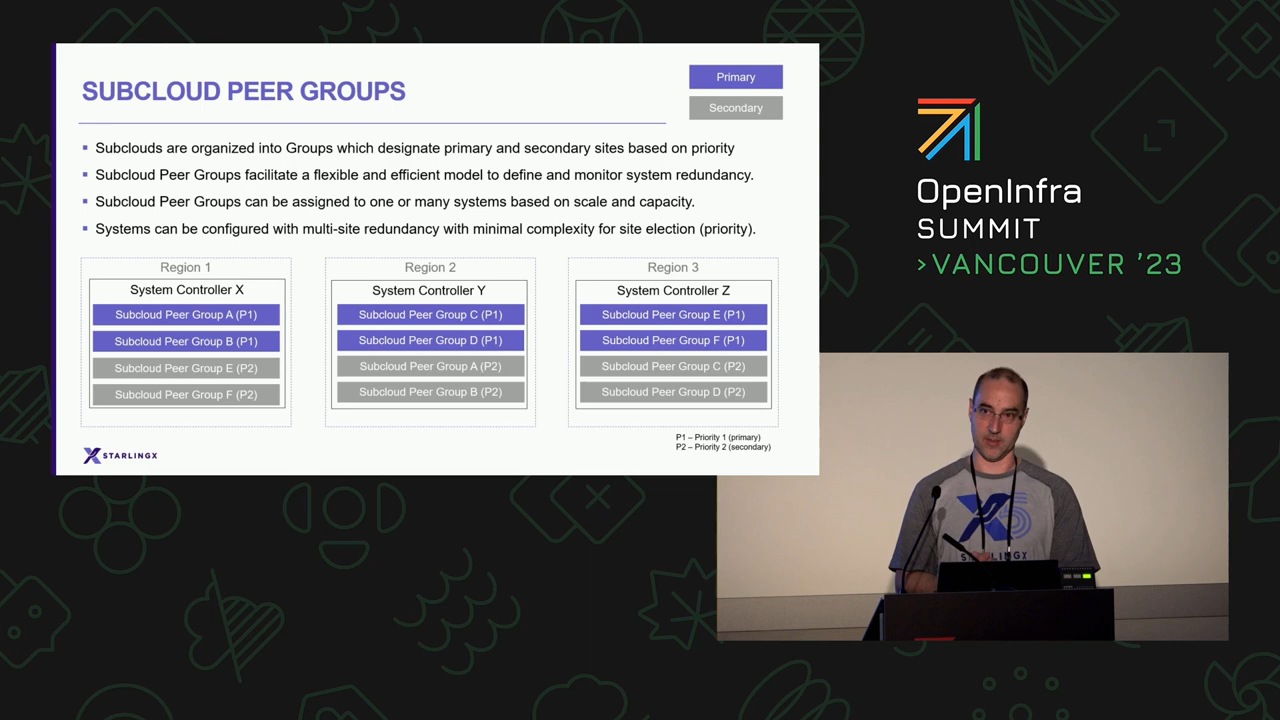 SUBCLOUD PEER GROUPS
Primary
Secondary
Subclouds are organized into Groups which designate primary and secondary sites based on priority
Subcloud Peer Groups facilitate a flexible and efficient model to define and monitor system redundancy.
Subcloud Peer Groups can be assigned to one or many systems based on scale and capacity.
Systems can be configured with multi-site redundancy with minimal complexity for site election (priority).
Region 1
System Controller X
Subcloud Peer Group A (P1)
Subcloud Peer Group B (P1)
Subcloud Peer Group E (P2)
Subcloud Peer Group F (P2)
Region 2
System Controller Y
Subcloud Peer Group C (P1)
Subcloud Peer Group D (P1)
Subcloud Peer Group A (P2)
Subcloud Peer Group B (P2)
Region 3
System Controller Z
Subcloud Peer Group E (P1)
Subcloud Peer Group F (P1)
Subcloud Peer Group C (P2)
Subcloud Peer Group D (P2)
P1 – Priority 1 (primary)
P2 – Priority 2 (secondary)
STARLINGX
OpenInfra
SUMMIT
>VANCOUVER '23
STARLINGX